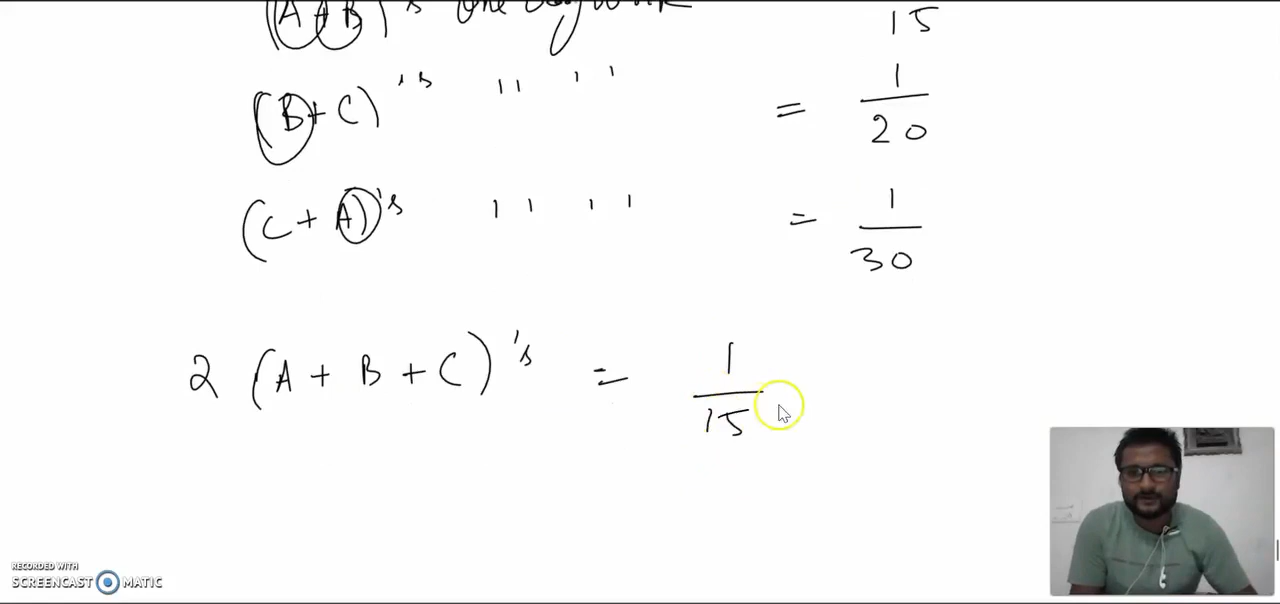 (A+B)'s one day work 15
(B+C)'s " " = 1/20
(C+A)'s " " = 1/30
2 (A+B+C)'s = 1/15
RECORDED WITH
SCREENCAST MATIC